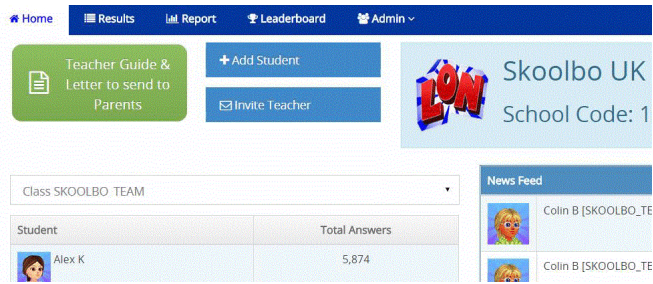 Home Results Report Leaderboard Admin
Teacher Guide &
Letter to send to
Parents
Add Student
Invite Teacher
LON
Skoolbo UK
School Code: 1
Class SKOOLBO TEAM
News Feed
Student Total Answers
Colin B [SKOOLBO_TE
Alex K 5,874
Colin B [SKOOLBO_TE